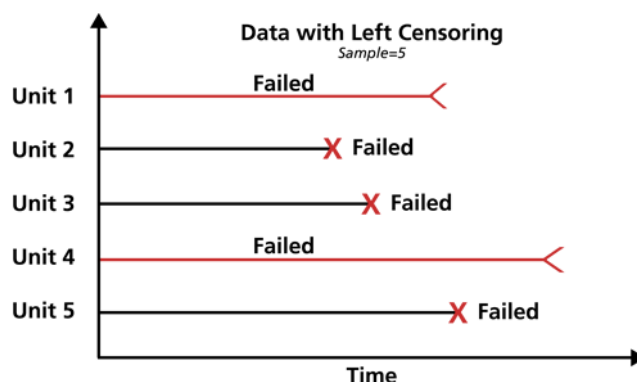 Data with Left Censoring
Sample=5
Unit 1 Failed
Unit 2 Failed
Unit 3 Failed
Unit 4 Failed
Unit 5 Failed
Time